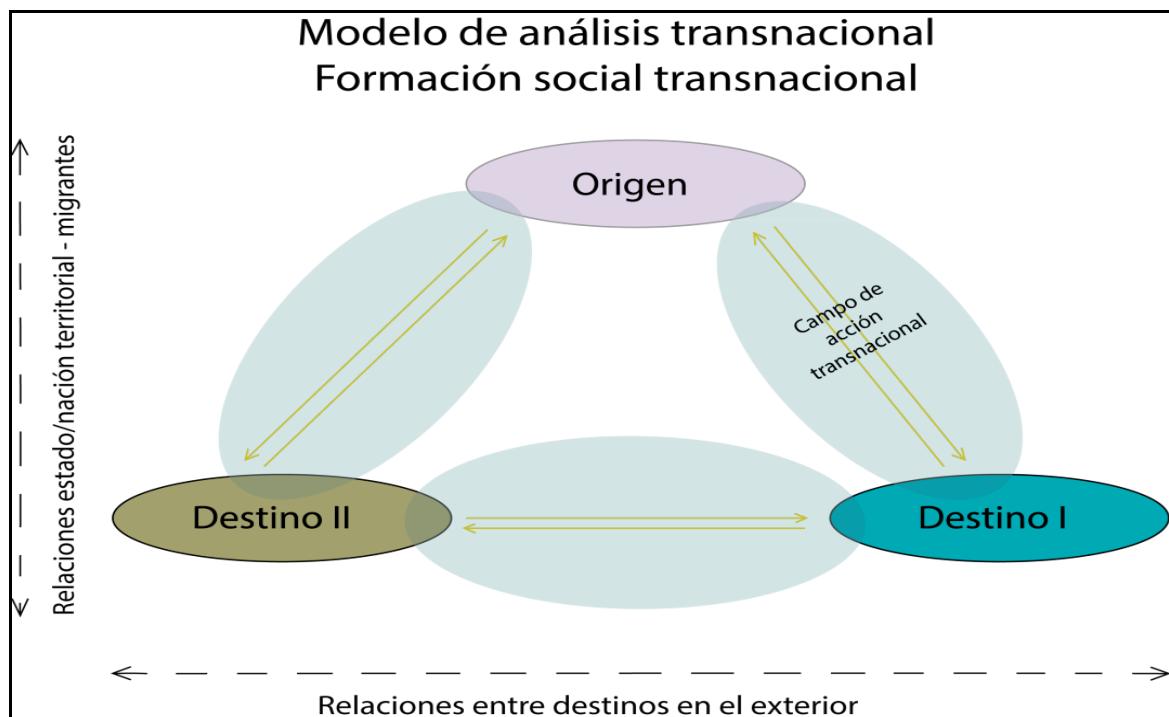 Modelo de análisis transnacional
Formación social transnacional
Relaciones estado/nación territorial - migrantes
Origen
Campo de
acción
transnacional
Destino II
Destino I
Relaciones entre destinos en el exterior